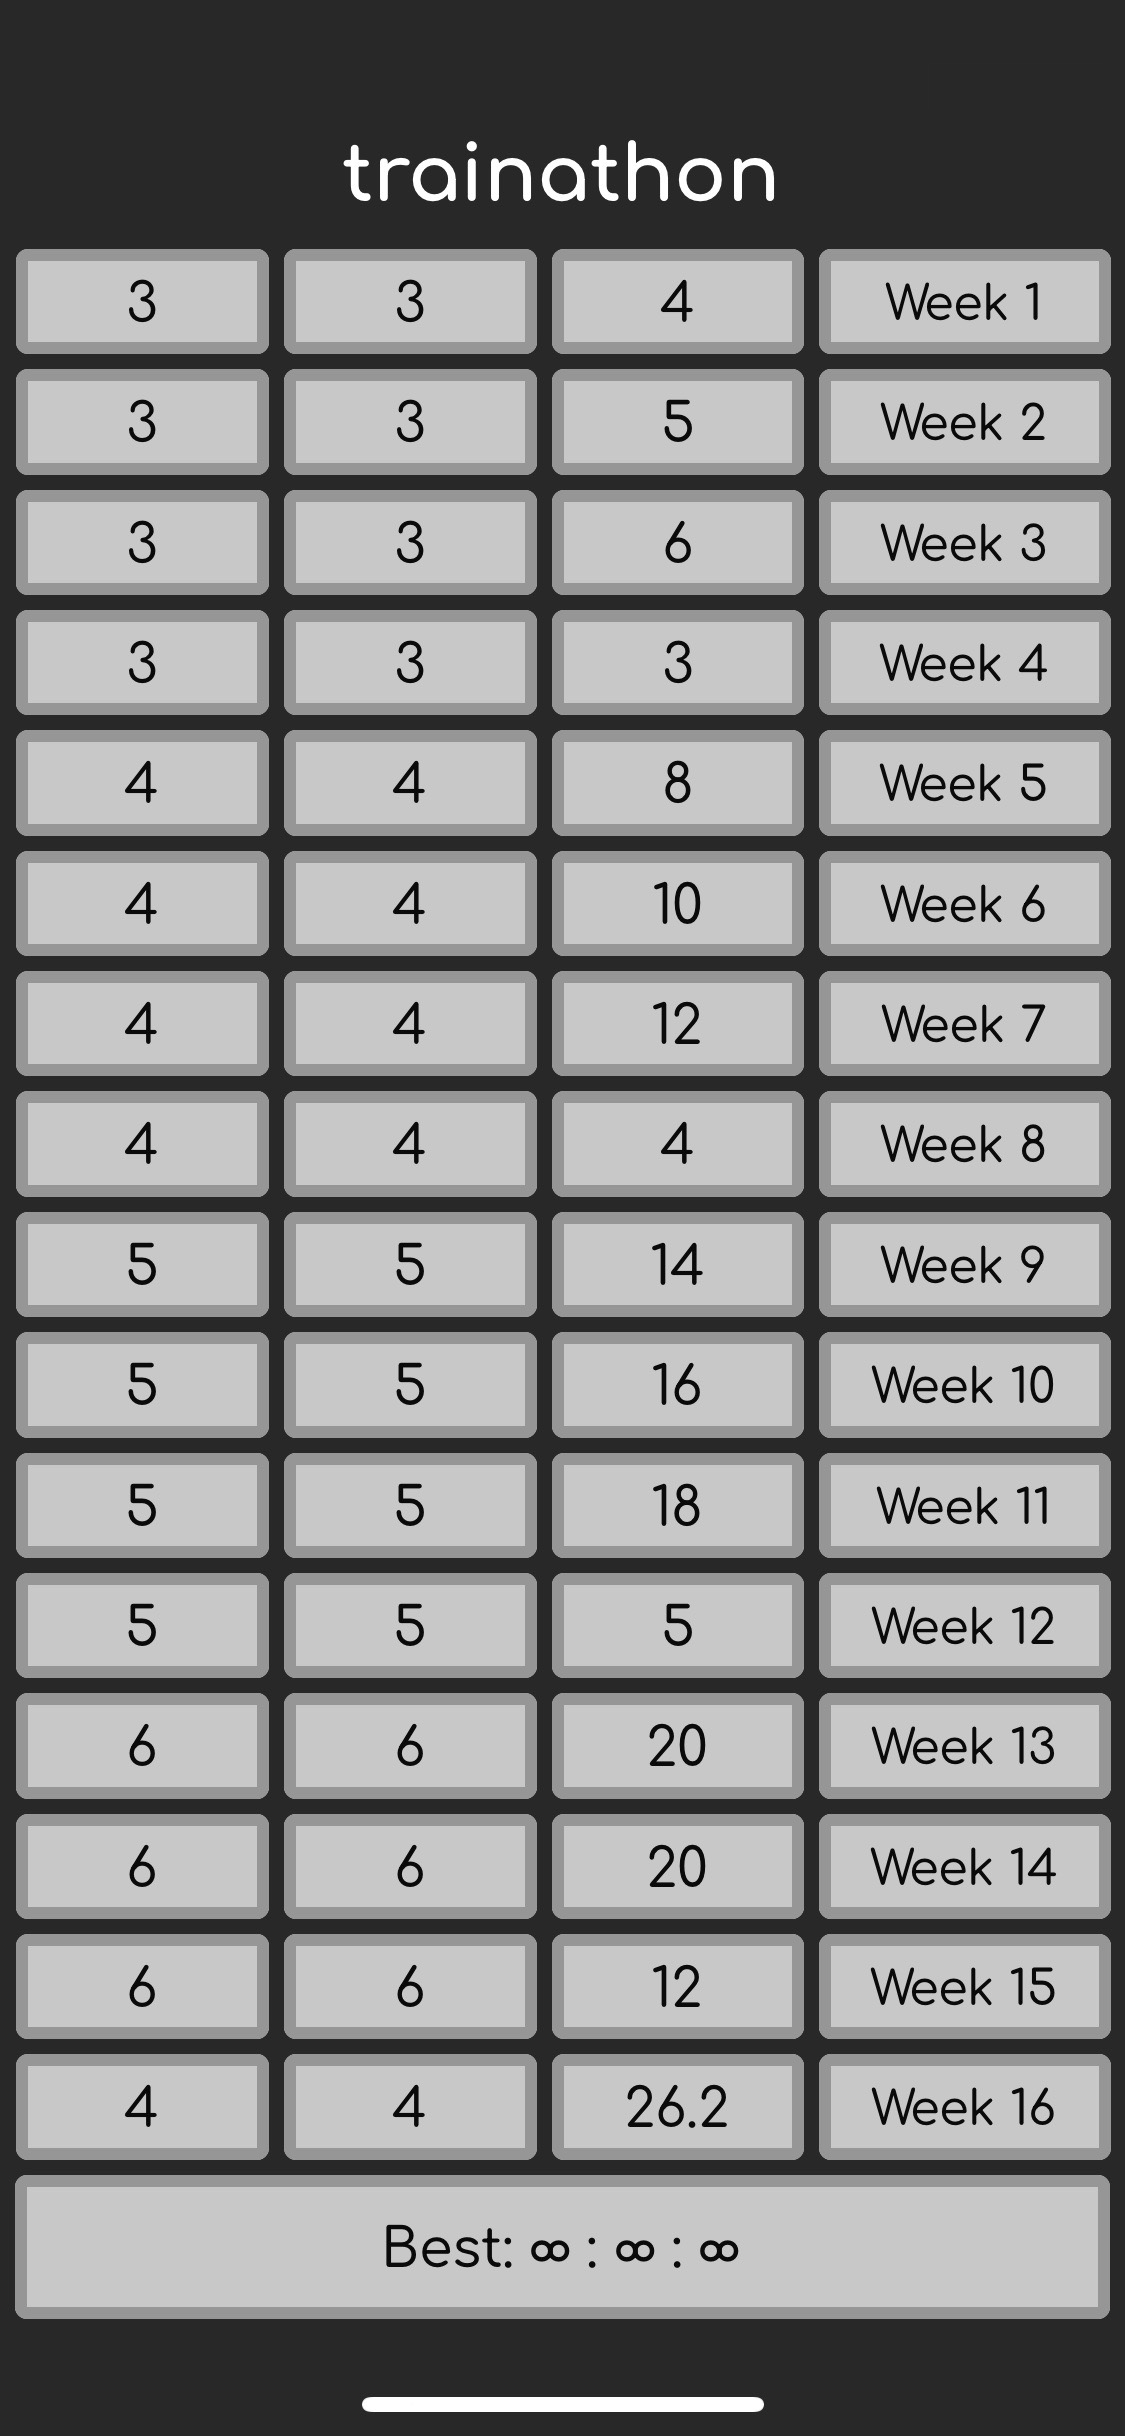 trainathon
3 3 4 Week 1
3 3 5 Week 2
3 3 6 Week 3
3 3 3 Week 4
4 4 8 Week 5
4 4 10 Week 6
4 4 12 Week 7
4 4 4 Week 8
5 5 14 Week 9
5 5 16 Week 10
5 5 18 Week 11
5 5 5 Week 12
6 6 20 Week 13
6 6 20 Week 14
6 6 12 Week 15
4 4 26.2 Week 16
Best: ∞ : ∞ : ∞